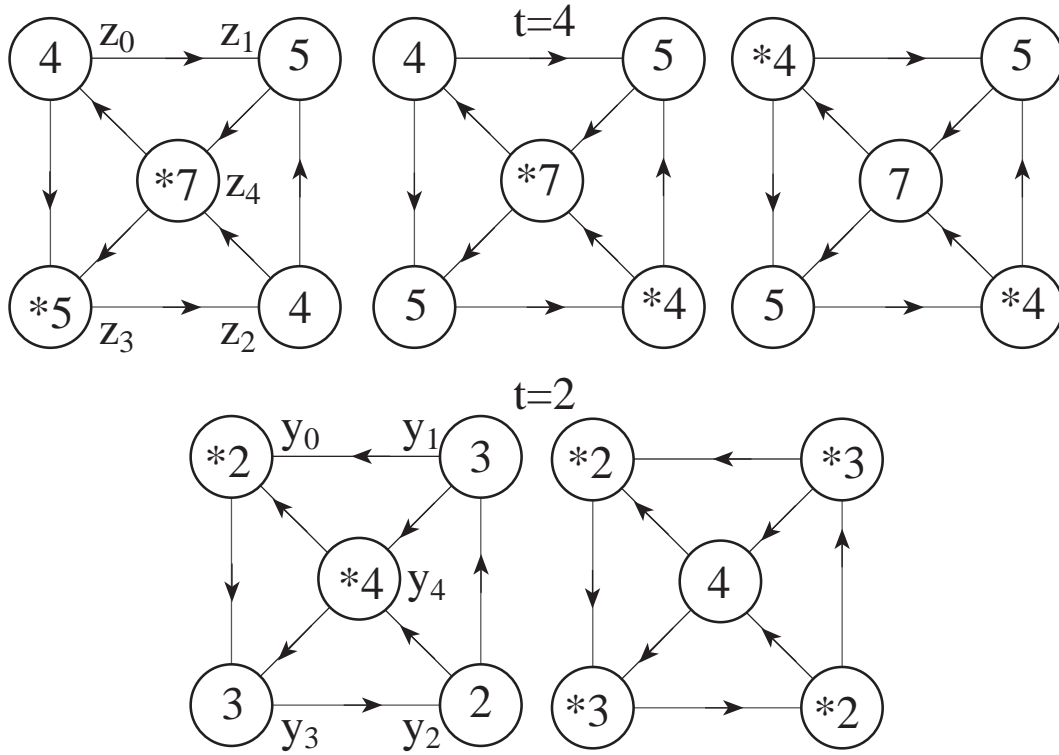 t=4
4 z₀ z₁ 5 4 5 *4 5
*7 z₄ *7 7
*5 z₃ z₂ 4 5 *4 5 *4
t=2
*2 y₀ y₁ 3 *2 *3
*4 y₄ 4
3 y₃ y₂ 2 *3 *2